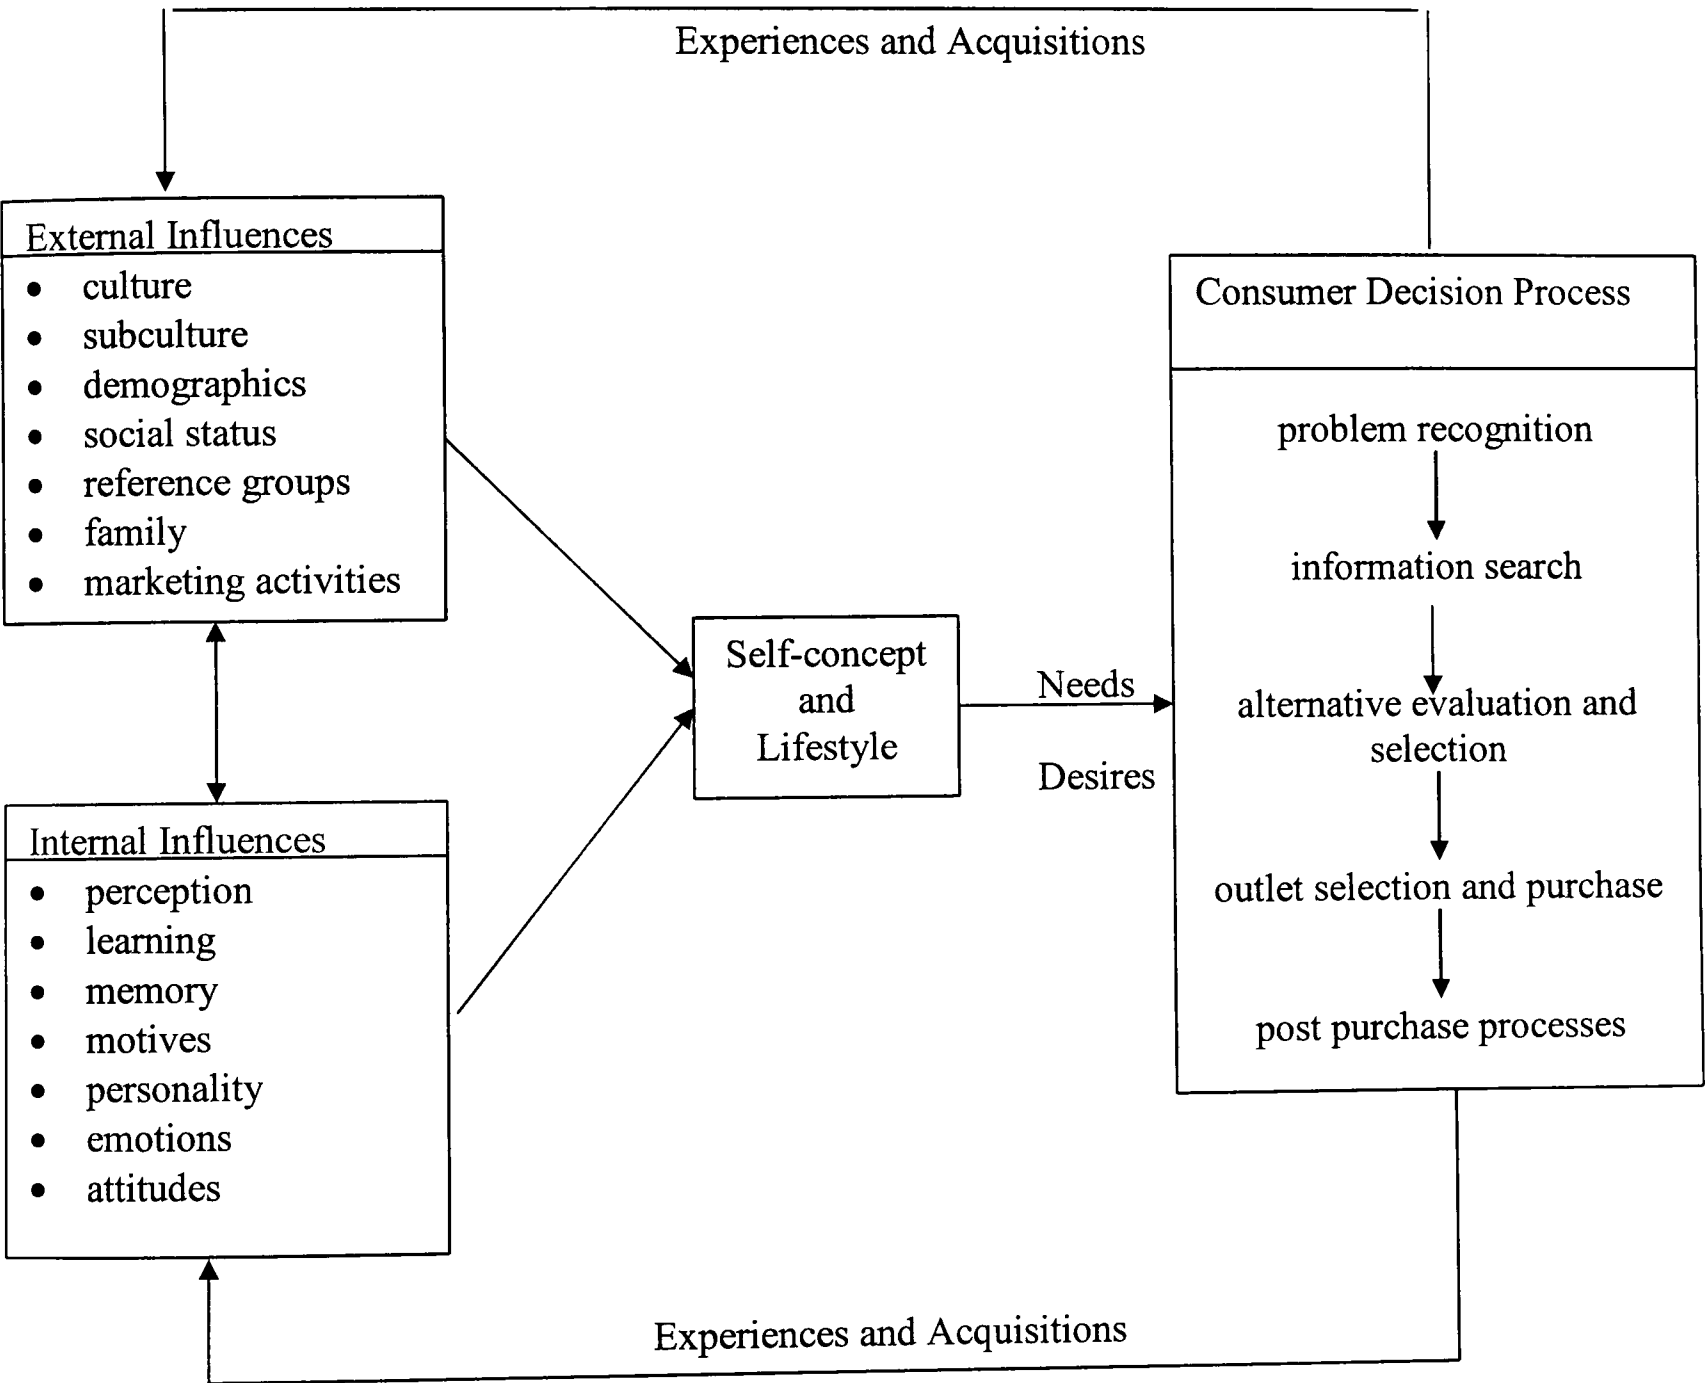 Experiences and Acquisitions
External Influences
• culture
• subculture
• demographics
• social status
• reference groups
• family
• marketing activities
Internal Influences
• perception
• learning
• memory
• motives
• personality
• emotions
• attitudes
Self-concept
and
Lifestyle
Needs
Desires
Consumer Decision Process
problem recognition
information search
alternative evaluation and
selection
outlet selection and purchase
post purchase processes
Experiences and Acquisitions